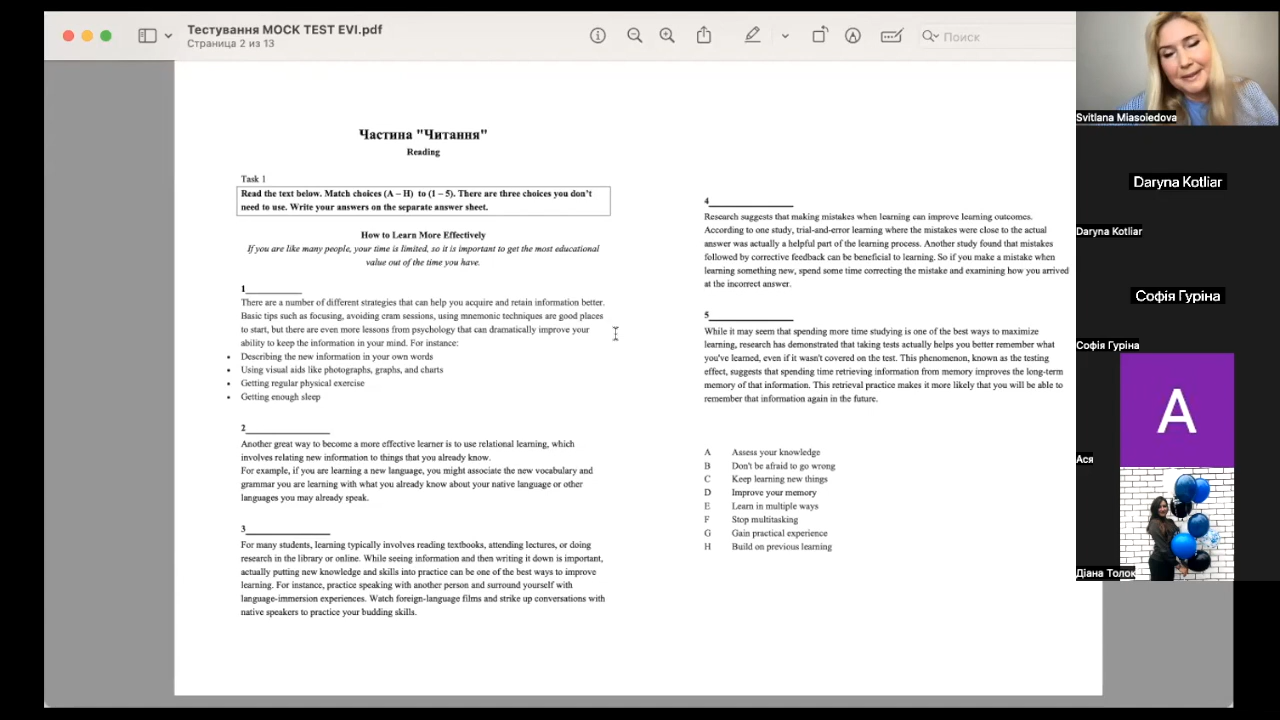 Тестування MOCK TEST EVI.pdf
Страница 2 из 13
Поиск
Частина "Читання"
Reading
Task 1
Read the text below. Match choices (A – H) to (1 – 5). There are three choices you don't
need to use. Write your answers on the separate answer sheet.
How to Learn More Effectively
If you are like many people, your time is limited, so it is important to get the most educational
value out of the time you have.
1__________
There are a number of different strategies that can help you acquire and retain information better.
Basic tips such as focusing, avoiding cram sessions, using mnemonic techniques are good places
to start, but there are even more lessons from psychology that can dramatically improve your
ability to keep the information in your mind. For instance:
• Describing the new information in your own words
• Using visual aids like photographs, graphs, and charts
• Getting regular physical exercise
• Getting enough sleep
2_______________
Another great way to become a more effective learner is to use relational learning, which
involves relating new information to things that you already know.
For example, if you are learning a new language, you might associate the new vocabulary and
grammar you are learning with what you already know about your native language or other
languages you may already speak.
3_______________
For many students, learning typically involves reading textbooks, attending lectures, or doing
research in the library or online. While seeing information and then writing it down is important,
actually putting new knowledge and skills into practice can be one of the best ways to improve
learning. For instance, practice speaking with another person and surround yourself with
language-immersion experiences. Watch foreign-language films and strike up conversations with
native speakers to practice your budding skills.
4_______________
Research suggests that making mistakes when learning can improve learning outcomes.
According to one study, trial-and-error learning where the mistakes were close to the actual
answer was actually a helpful part of the learning process. Another study found that mistakes
followed by corrective feedback can be beneficial to learning. So if you make a mistake when
learning something new, spend some time correcting the mistake and examining how you arrived
at the incorrect answer.
5_______________
While it may seem that spending more time studying is one of the best ways to maximize
learning, research has demonstrated that taking tests actually helps you better remember what
you've learned, even if it wasn't covered on the test. This phenomenon, known as the testing
effect, suggests that spending time retrieving information from memory improves the long-term
memory of that information. This retrieval practice makes it more likely that you will be able to
remember that information again in the future.
A Assess your knowledge
B Don't be afraid to go wrong
C Keep learning new things
D Improve your memory
E Learn in multiple ways
F Stop multitasking
G Gain practical experience
H Build on previous learning
Svitlana Miasoiedova
Daryna Kotliar
Daryna Kotliar
Софія Гуріна
Софія Гуріна
A
Ася
Діана Толок